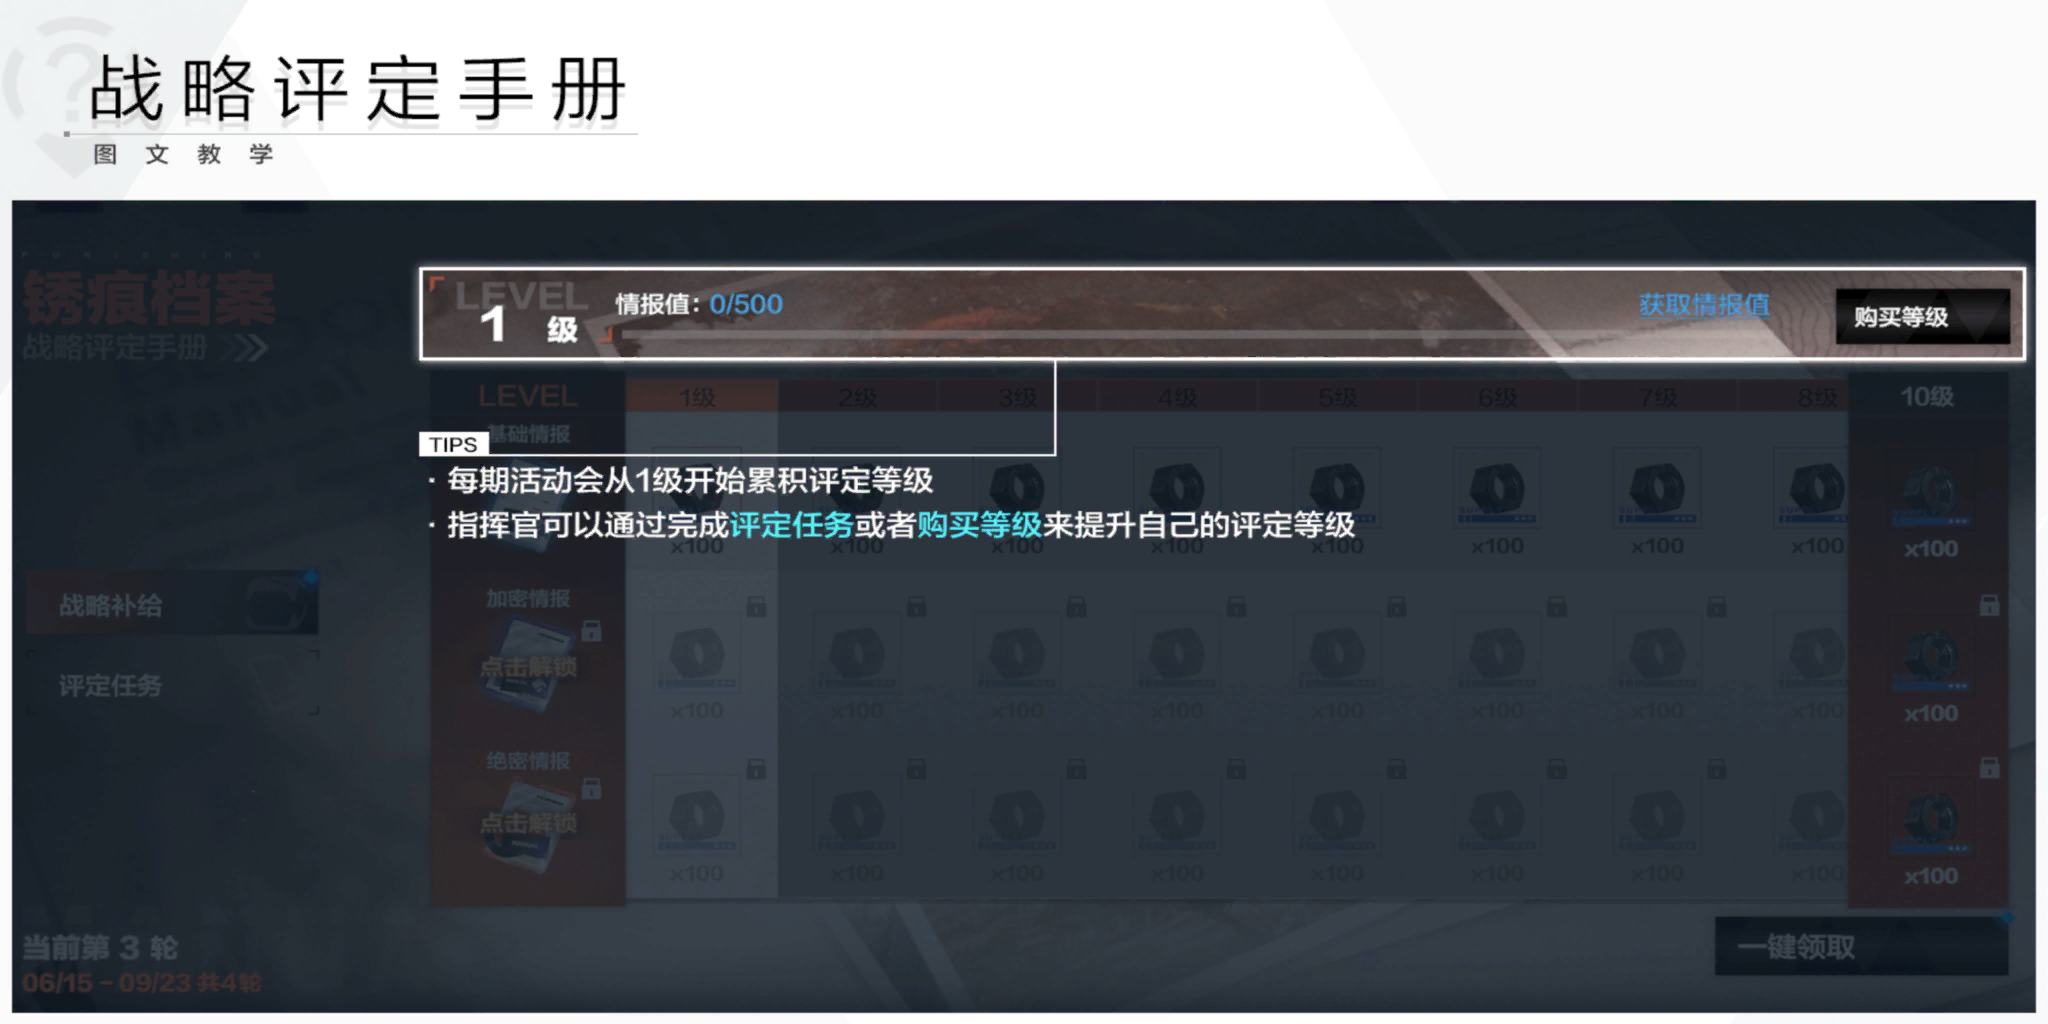 战略评定手册
图文教学
锈痕档案
战略评定手册
LEVEL
1 级
情报值：0/500
获取情报值
购买等级
LEVEL 1级 2级 3级 4级 5级 6级 7级 8级 10级
基础情报
TIPS
· 每期活动会从1级开始累积评定等级
· 指挥官可以通过完成评定任务或者购买等级来提升自己的评定等级
x100 x100 x100 x100 x100 x100 x100 x100 x100
战略补给
评定任务
加密情报
点击解锁
x100 x100 x100 x100 x100 x100 x100 x100 x100
绝密情报
点击解锁
x100 x100 x100 x100 x100 x100 x100 x100 x100
当前第 3 轮
06/15 - 09/23 共4轮
一键领取